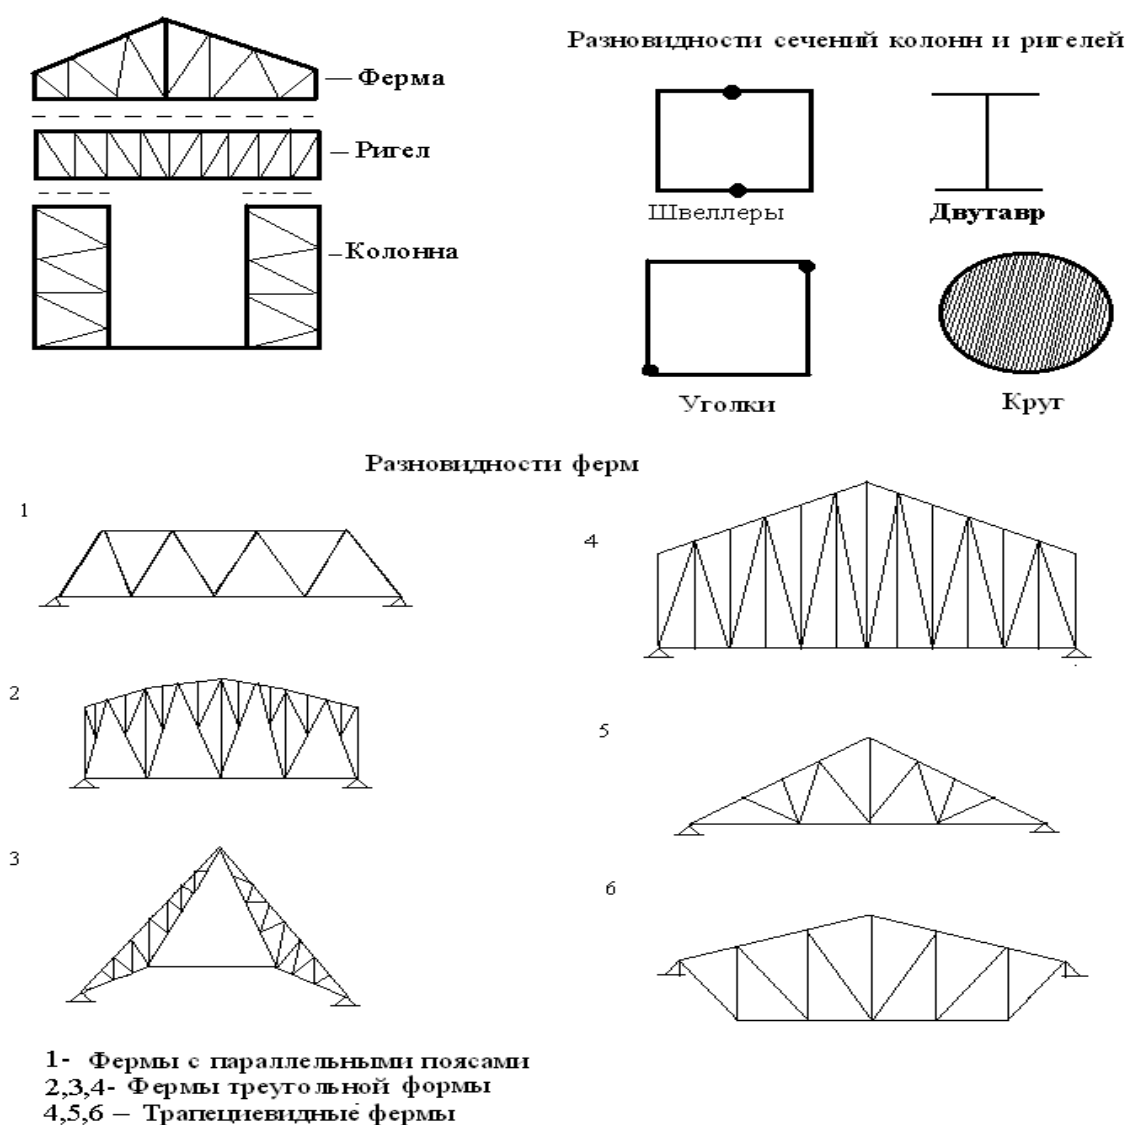 Ферма
Ригел
Колонна
Разновидности сечений колонн и ригелей
Швеллеры
Двутавр
Уголки
Круг
Разновидности ферм
1
2
3
4
5
6
1- Фермы с параллельными поясами
2,3,4- Фермы треугольной формы
4,5,6 – Трапециевидные фермы